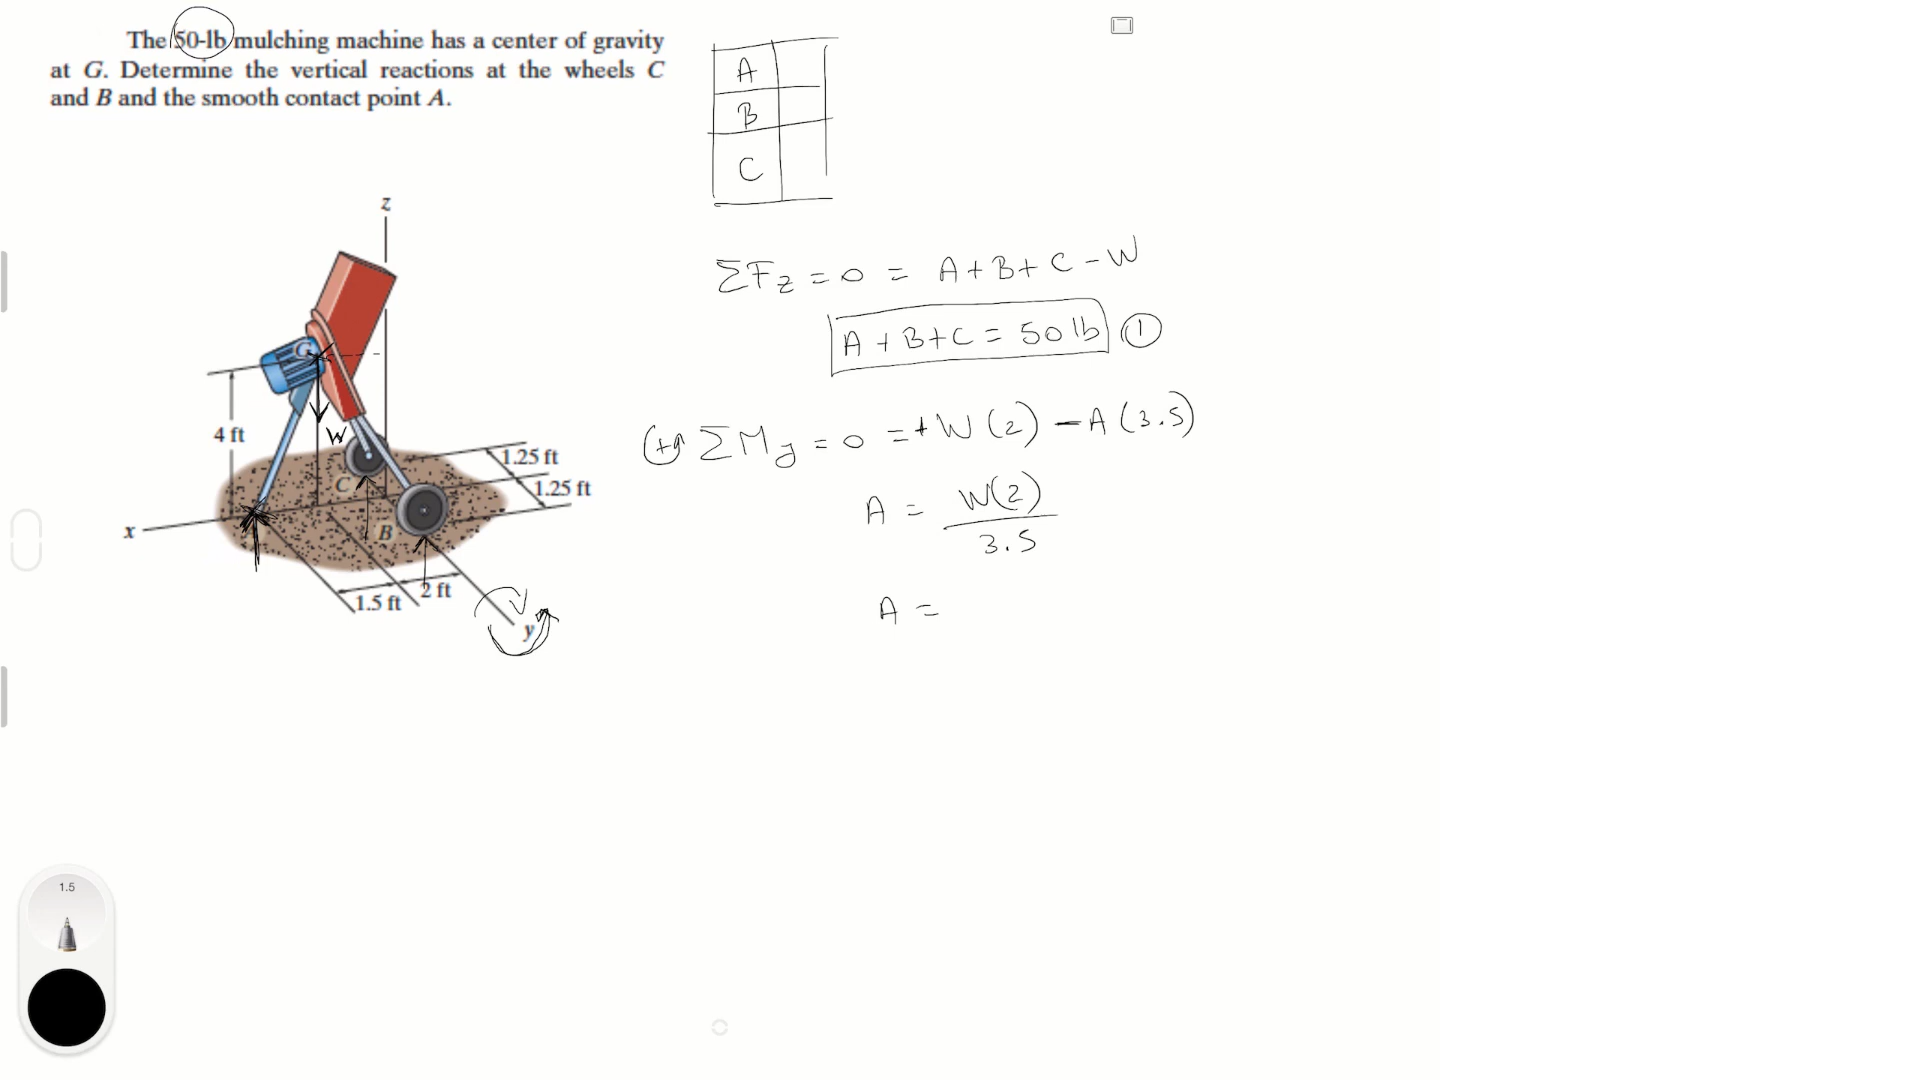 The 50-lb mulching machine has a center of gravity
at G. Determine the vertical reactions at the wheels C
and B and the smooth contact point A.
A
B
C
z
G
4 ft
W
1.25 ft
1.25 ft
C
B
x
1.5 ft
2 ft
y
ΣFz = 0 = A + B + C - W
A + B + C = 50 lb ①
ΣMy = 0 = + W (2) - A (3.5)
A = W(2)
3.5
A =
1.5